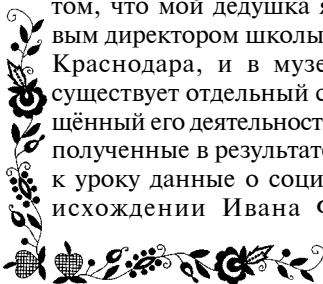 том, что мой дедушка я
вым директором школы
Краснодара, и в музе
существует отдельный с
щённый его деятельност
полученные в результате
к уроку данные о соци
исхождении Ивана Ф